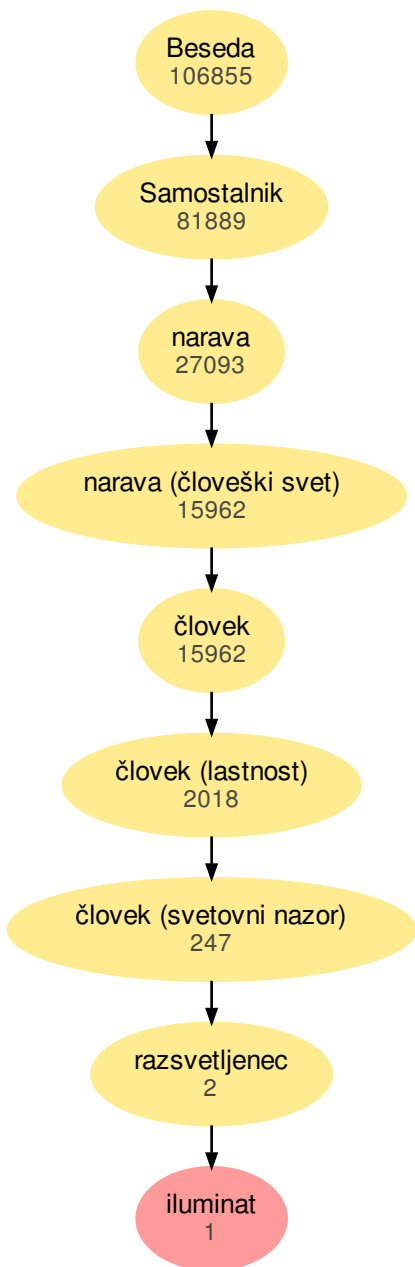 Beseda
106855
Samostalnik
81889
narava
27093
narava (človeški svet)
15962
človek
15962
človek (lastnost)
2018
človek (svetovni nazor)
247
razsvetljenec
2
iluminat
1